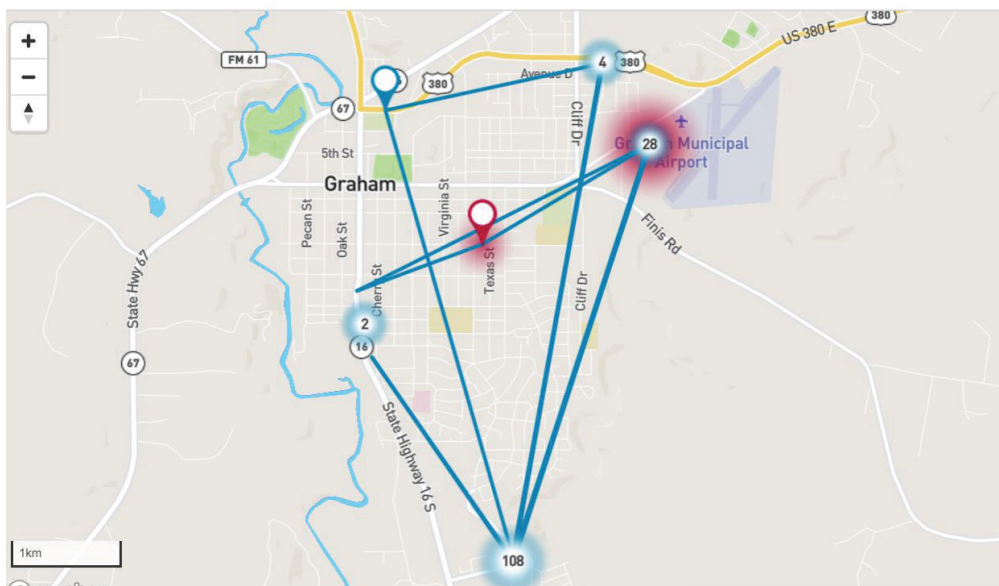 380
US 380 E
+
−
FM 61
4
380
Avenue D
380
67
Cliff Dr
28
Municipal
Airport
5th St
Graham
Virginia St
Pecan St
Oak St
Finis Rd
State Hwy 67
Texas St
Cherry St
Cliff Dr
2
16
67
State Highway 16 S
1km
108